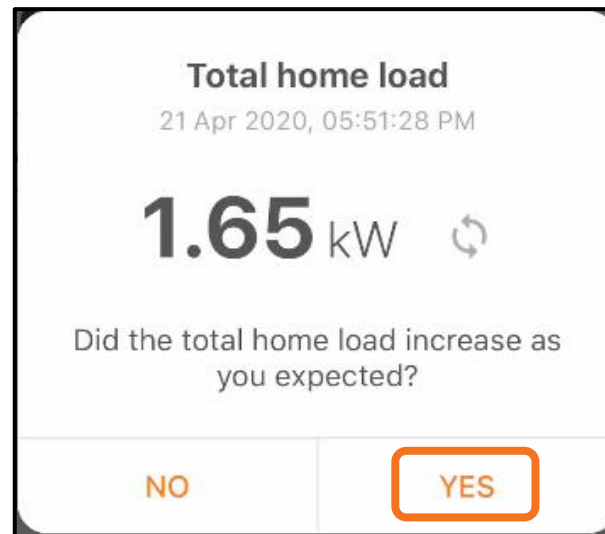 Total home load
21 Apr 2020, 05:51:28 PM
1.65 kW
Did the total home load increase as
you expected?
NO YES